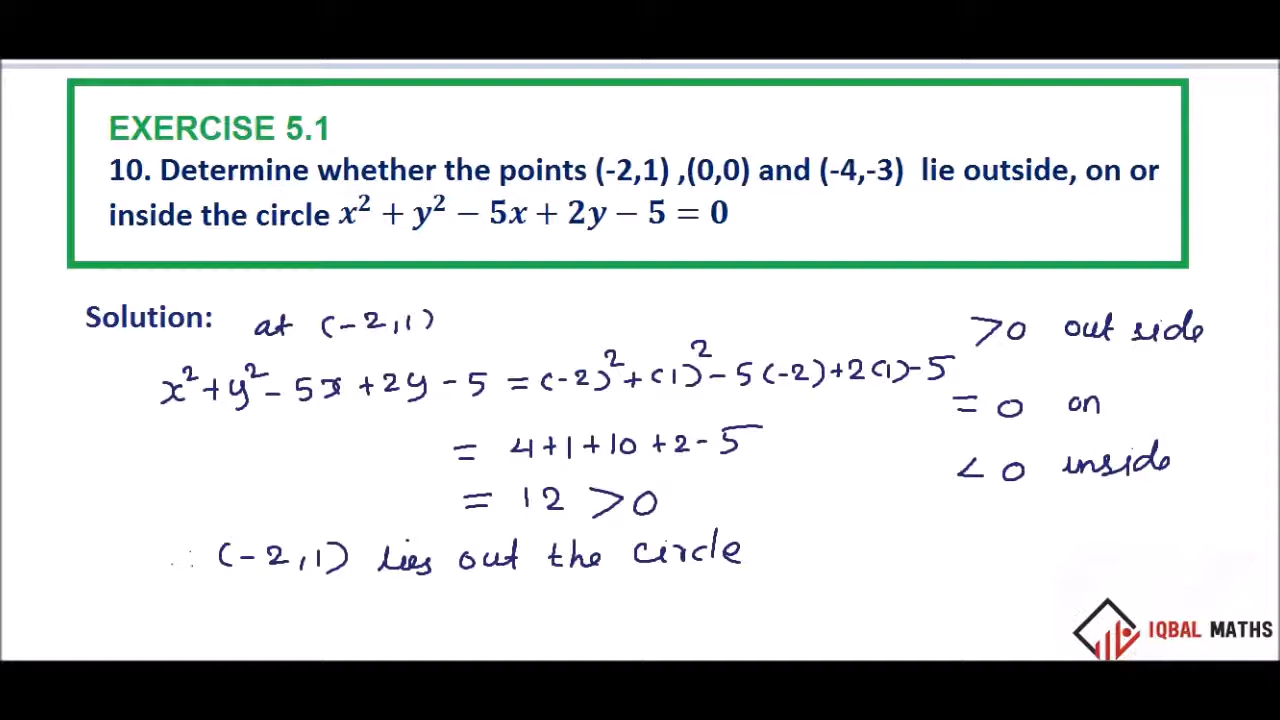 EXERCISE 5.1
10. Determine whether the points (-2,1) ,(0,0) and (-4,-3) lie outside, on or
inside the circle x² + y² − 5x + 2y − 5 = 0
Solution: at (-2,1)
x²+y²-5x+2y-5 = (-2)²+(1)²-5(-2)+2(1)-5
= 4+1+10+2-5
= 12 >0
∴ (-2,1) lies out the circle
>0 out side
= 0 on
< 0 inside
IQBAL MATHS